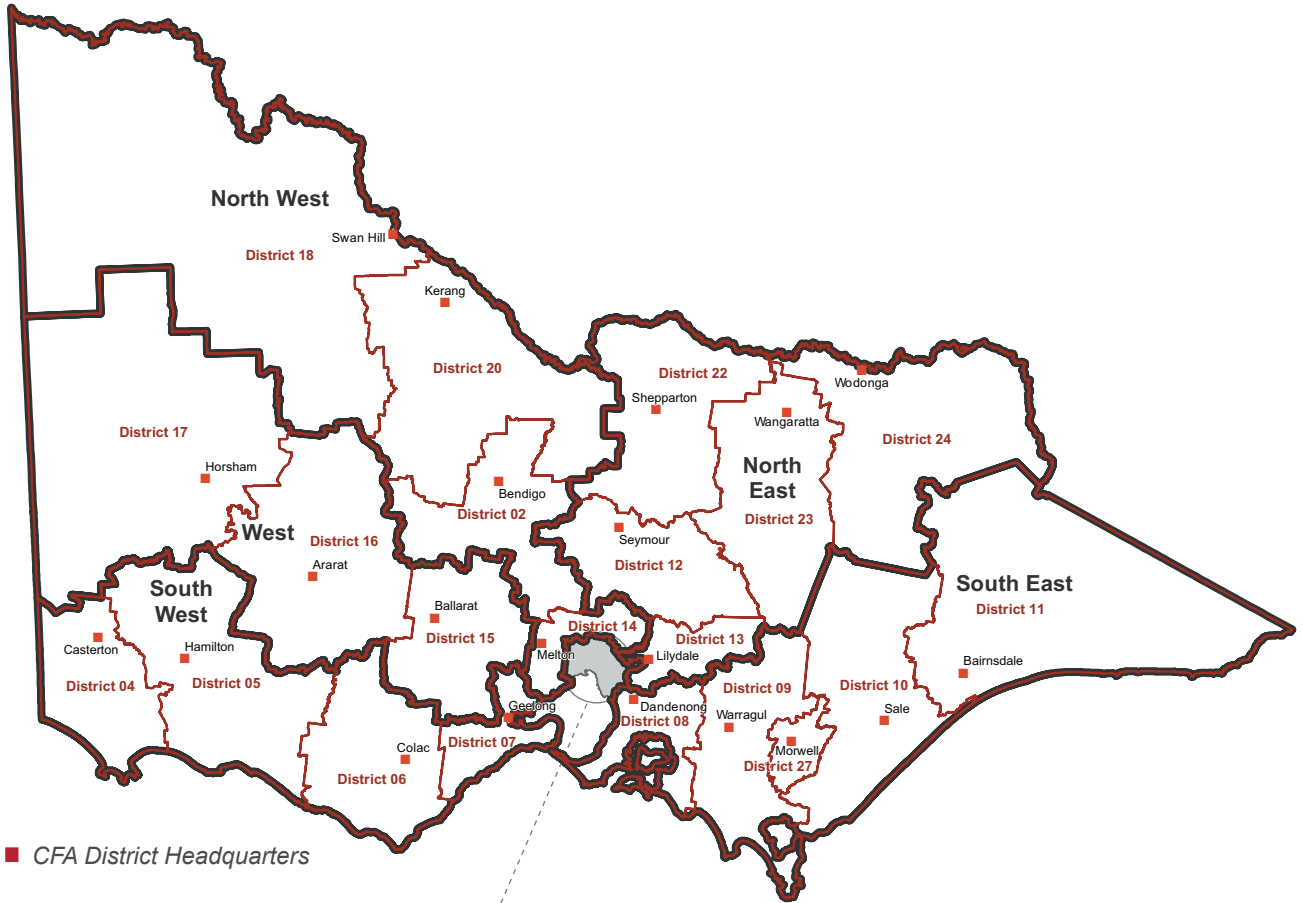 North West
Swan Hill
District 18
Kerang
District 20
District 22
Wodonga
Shepparton
Wangaratta
District 17
District 24
Horsham
North
East
Bendigo
District 02
District 23
West
District 16
Seymour
Ararat
District 12
South
West
South East
District 11
Ballarat
District 15
District 14
District 13
Casterton
Hamilton
Melton
Lilydale
Bairnsdale
District 04
District 05
District 09
District 10
Geelong
Dandenong
District 08
Warragul
Sale
District 07
Colac
Morwell
District 27
District 06
CFA District Headquarters